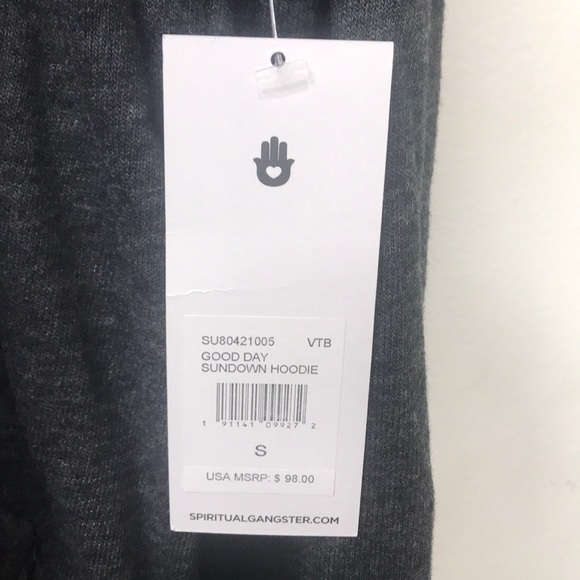 SU80421005 VTB
GOOD DAY
SUNDOWN HOODIE
1 91141 09927 2
S
USA MSRP: $ 98.00
SPIRITUALGANGSTER.COM